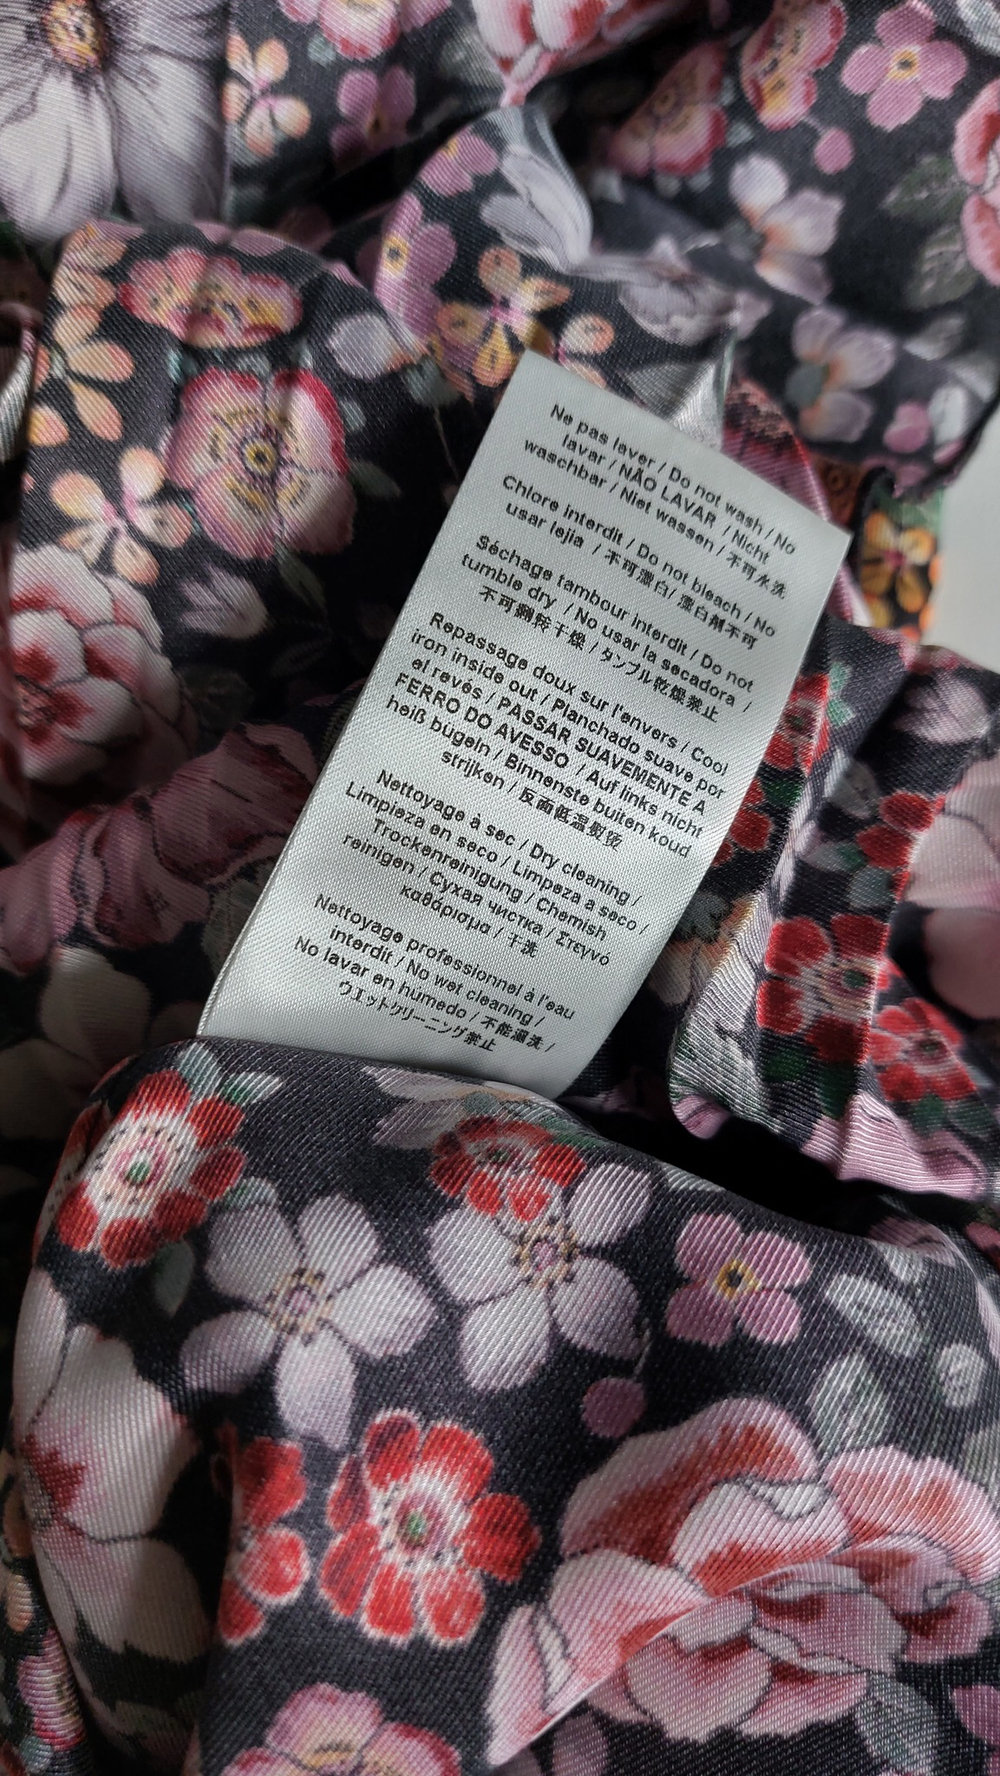 Ne pas laver / Do not wash / No
lavar / NÃO LAVAR / Nicht
waschbar / Niet wassen / 不可水洗
Chlore interdit / Do not bleach / No
usar lejia / 不可漂白/ 漂白剤不可
Séchage tambour interdit / Do not
tumble dry / No usar la secadora /
不可翻转干燥 / タンブル乾燥禁止
Repassage doux sur l'envers / Cool
iron inside out / Planchado suave por
el revés / PASSAR SUAVEMENTE A
FERRO DO AVESSO / Auf links nicht
heiß bügeln / Binnenste buiten koud
strijken / 反面低温熨烫
Nettoyage à sec / Dry cleaning /
Limpieza en seco / Limpeza a seco /
Trockenreinigung / Chemish
reinigen / Сухая чистка / Στεγνό
καθάρισμα / 干洗
Nettoyage professionnel à l'eau
interdit / No wet cleaning /
No lavar en humedo / 不能湿洗 /
ウエットクリーニング禁止